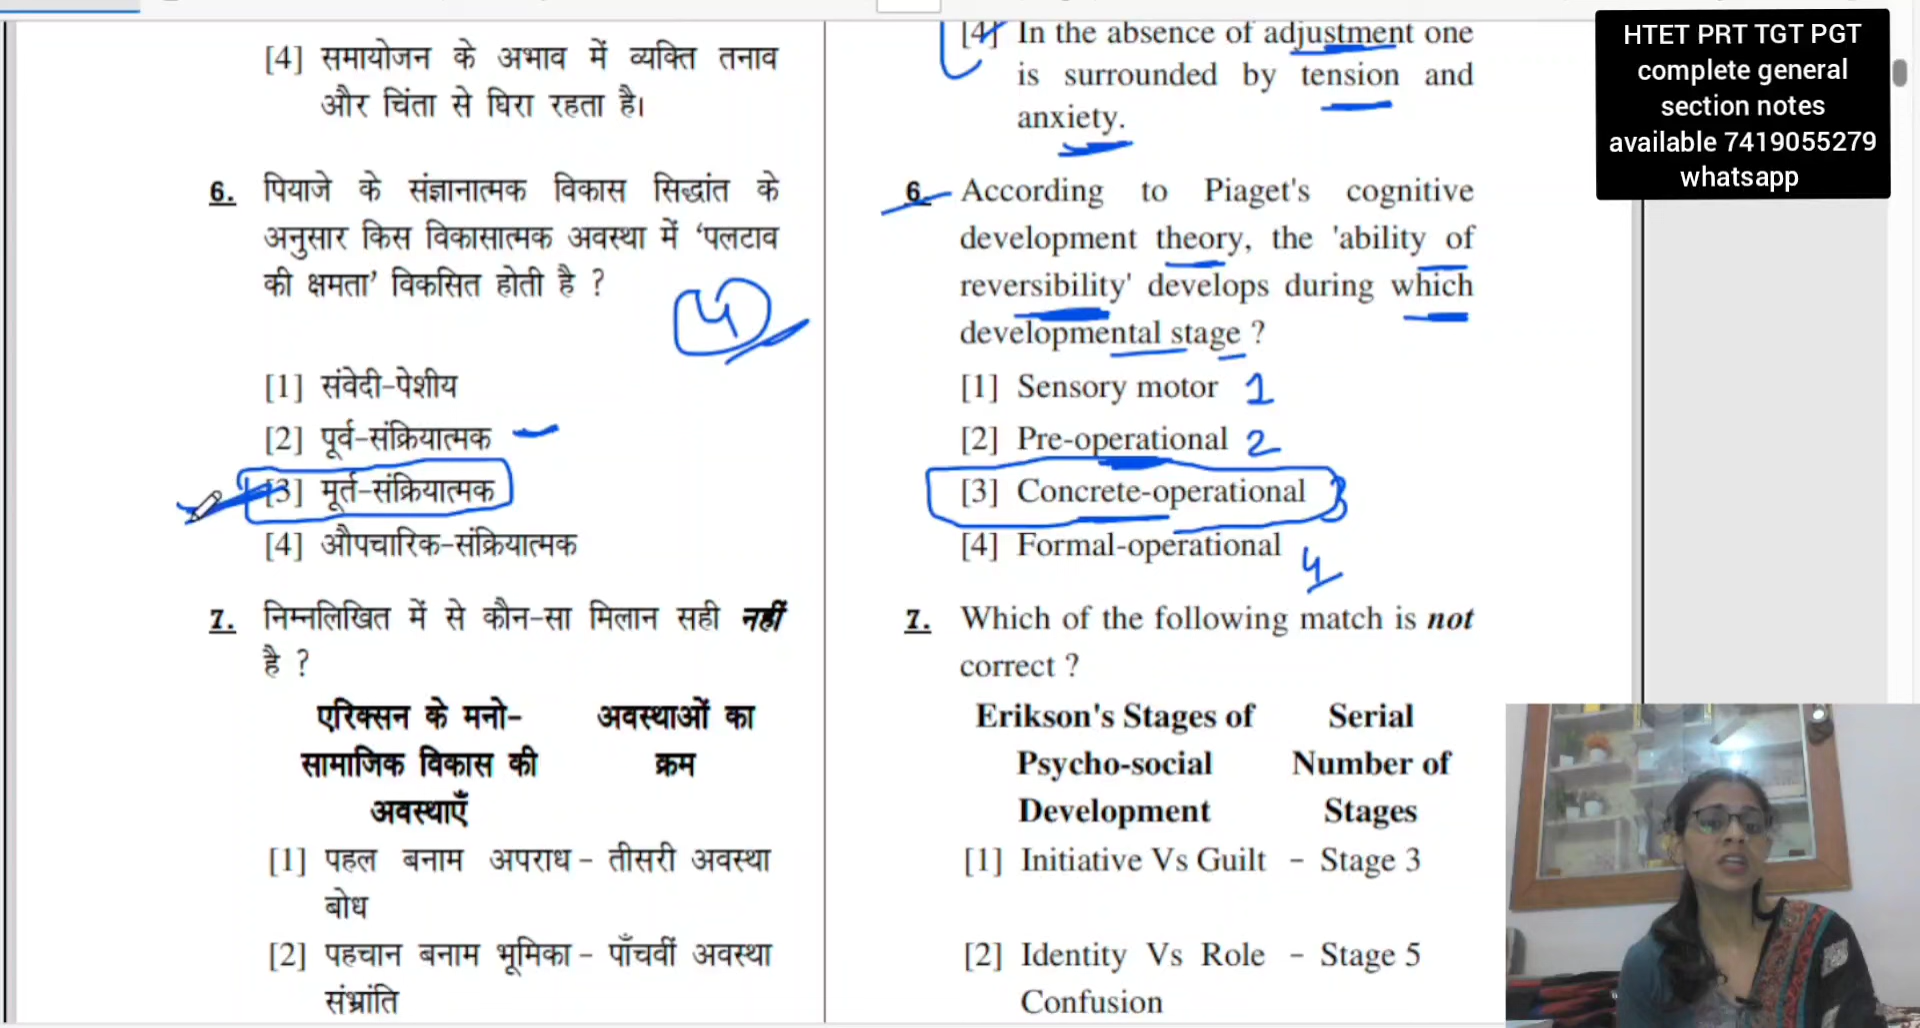 [4] समायोजन के अभाव में व्यक्ति तनाव
और चिंता से घिरा रहता है।
6. पियाजे के संज्ञानात्मक विकास सिद्धांत के
अनुसार किस विकासात्मक अवस्था में ‘पलटाव
की क्षमता’ विकसित होती है ?
4
[1] संवेदी-पेशीय
[2] पूर्व-संक्रियात्मक
[3] मूर्त-संक्रियात्मक
[4] औपचारिक-संक्रियात्मक
7. निम्नलिखित में से कौन-सा मिलान सही नहीं
है ?
एरिक्सन के मनो- अवस्थाओं का
सामाजिक विकास की क्रम
अवस्थाएँ
[1] पहल बनाम अपराध - तीसरी अवस्था
बोध
[2] पहचान बनाम भूमिका - पाँचवीं अवस्था
संभ्रांति
[4] In the absence of adjustment one
is surrounded by tension and
anxiety.
6. According to Piaget's cognitive
development theory, the 'ability of
reversibility' develops during which
developmental stage ?
[1] Sensory motor 1
[2] Pre-operational 2
[3] Concrete-operational 3
[4] Formal-operational 4
7. Which of the following match is not
correct ?
Erikson's Stages of Serial
Psycho-social Number of
Development Stages
[1] Initiative Vs Guilt - Stage 3
[2] Identity Vs Role - Stage 5
Confusion
HTET PRT TGT PGT
complete general
section notes
available 7419055279
whatsapp